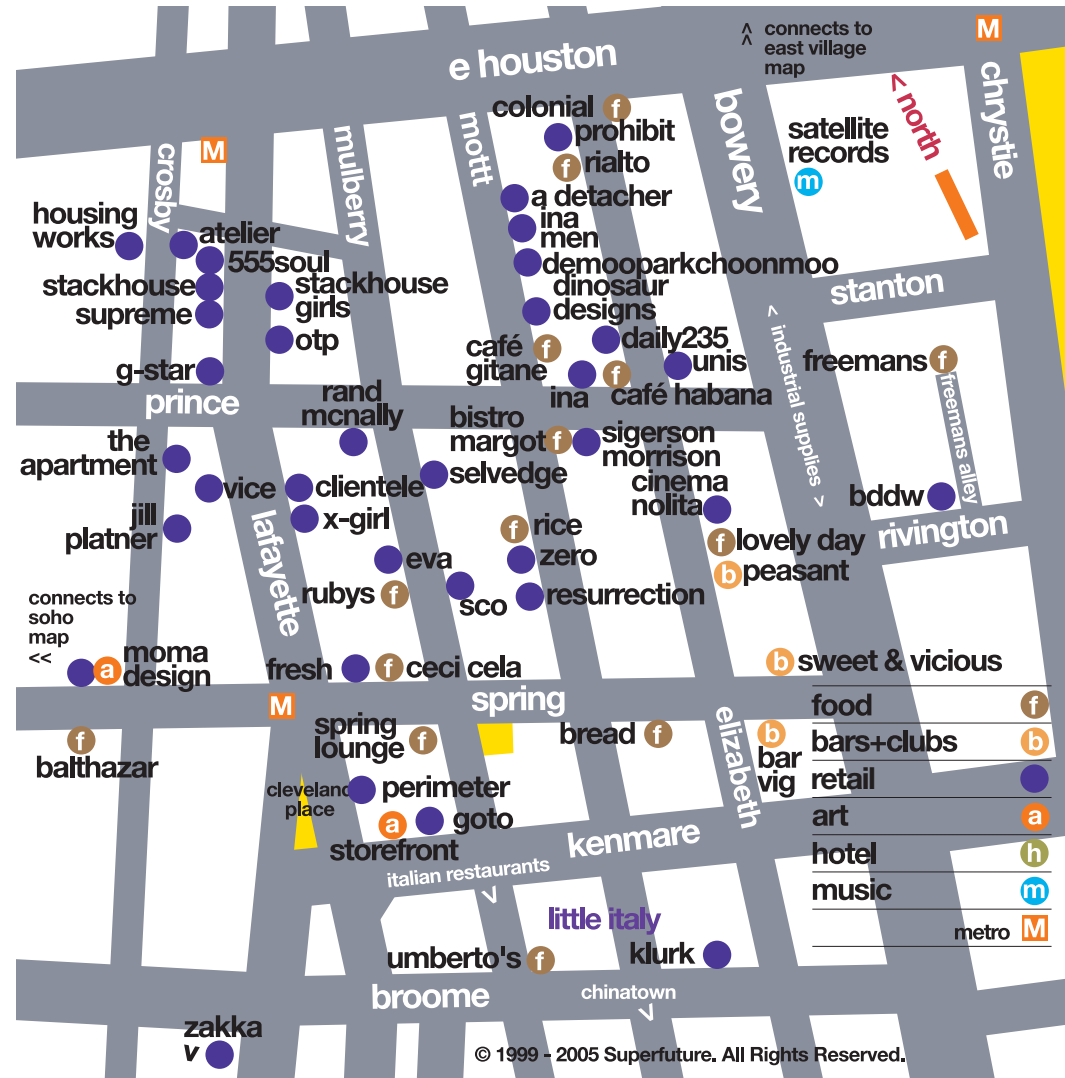 e houston
^
^
connects to
east village
map
M
chrystie
< north
colonial f
prohibit
f rialto
bowery
satellite
records
m
crosby
M
mulberry
mott
a detacher
ina
men
demooparkchoonmoo
dinosaur
designs
housing
works
atelier
555soul
stackhouse
stackhouse
girls
supreme
otp
g-star
stanton
café
gitane
f
daily235
unis
ina
f
café habana
< industrial supplies >
freemans f
freemans alley
prince
rand
mcnally
bistro
margot f
sigerson
morrison
the
apartment
vice
clientele
selvedge
cinema
nolita
bddw
jill
platner
x-girl
lafayette
f rice
f lovely day
rivington
eva
zero
b peasant
rubys f
sco
resurrection
connects to
soho
map
<<
a moma
design
fresh
f ceci cela
b sweet & vicious
M
spring
food f
f
balthazar
spring
lounge f
bread f
elizabeth
b
bar
vig
bars+clubs b
retail
cleveland
place
perimeter
a
goto
storefront
kenmare
art a
hotel h
italian restaurants
>
music m
little italy
metro M
umberto's f
klurk
broome
chinatown
>
zakka
v
© 1999 - 2005 Superfuture. All Rights Reserved.